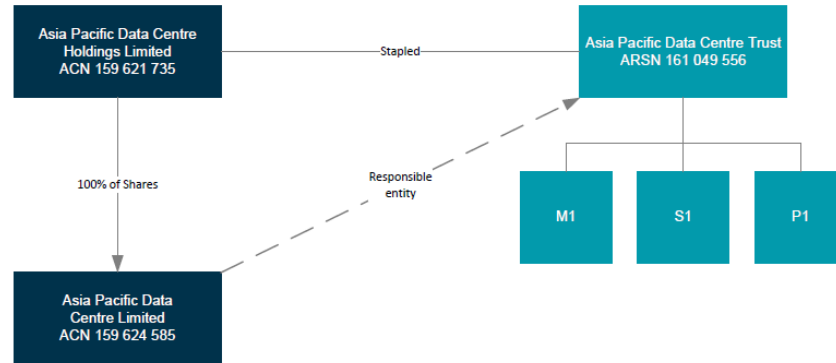 Asia Pacific Data Centre
Holdings Limited
ACN 159 621 735
Stapled
Asia Pacific Data Centre Trust
ARSN 161 049 556
100% of Shares
Responsible
entity
M1
S1
P1
Asia Pacific Data
Centre Limited
ACN 159 624 585